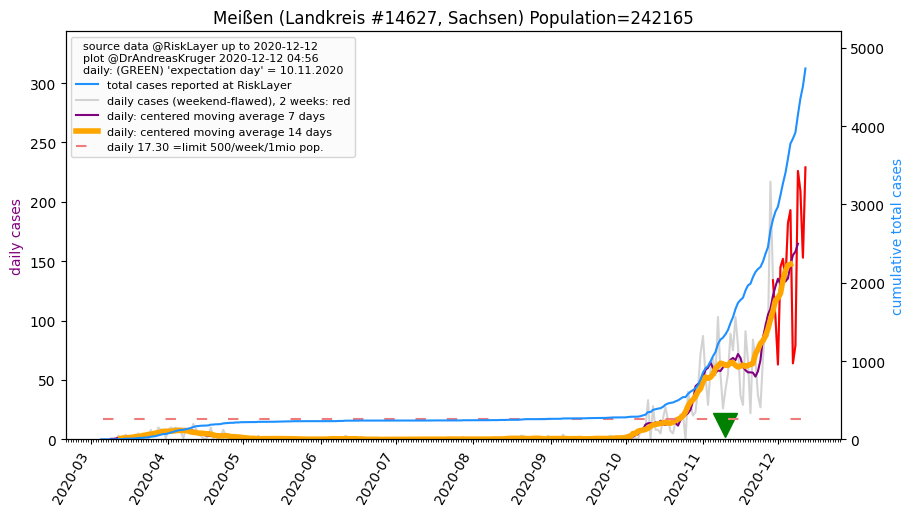 Meißen (Landkreis #14627, Sachsen) Population=242165
source data @RiskLayer up to 2020-12-12
plot @DrAndreasKruger 2020-12-12 04:56
daily: (GREEN) 'expectation day' = 10.11.2020
total cases reported at RiskLayer
daily cases (weekend-flawed), 2 weeks: red
daily: centered moving average 7 days
daily: centered moving average 14 days
daily 17.30 =limit 500/week/1mio pop.
daily cases
300
250
200
150
100
50
0
cumulative total cases
5000
4000
3000
2000
1000
0
2020-03
2020-04
2020-05
2020-06
2020-07
2020-08
2020-09
2020-10
2020-11
2020-12